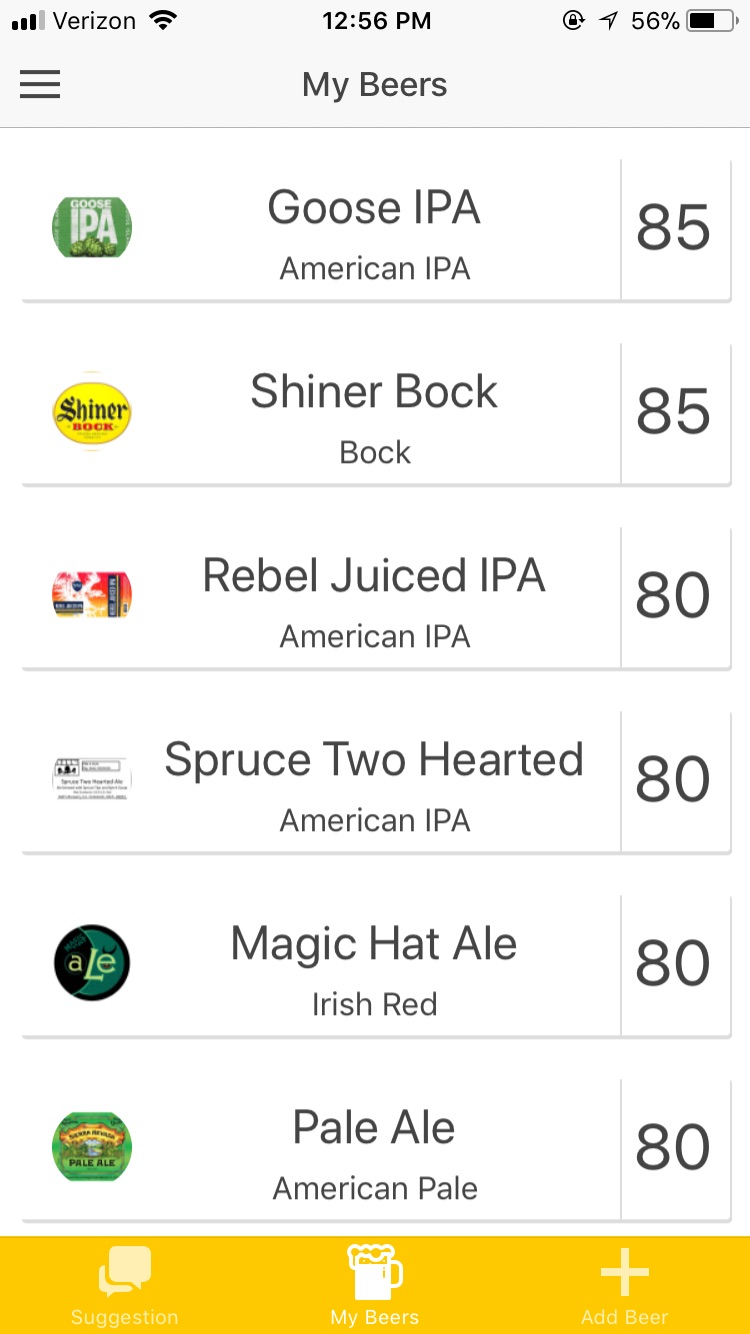 Verizon 12:56 PM 56%
My Beers
GOOSE
IPA
Goose IPA
American IPA
85
Shiner
BOCK
Shiner Bock
Bock
85
Rebel Juiced IPA
American IPA
80
Spruce Two Hearted Ale
Spruce Two Hearted
American IPA
80
aLe
Magic Hat Ale
Irish Red
80
SIERRA NEVADA
PALE ALE
Pale Ale
American Pale
80
Suggestion My Beers Add Beer